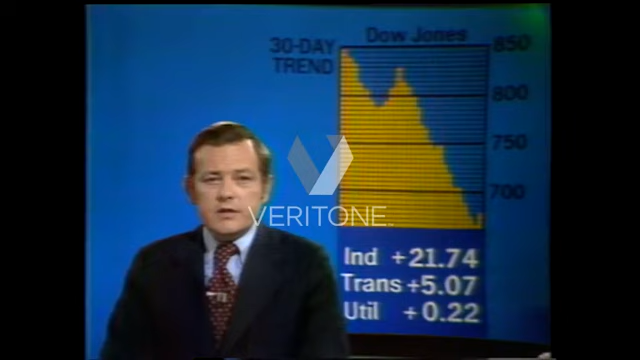 Dow Jones
30-DAY
TREND
850
800
750
700
VERITONE
Ind +21.74
Trans +5.07
Util +0.22